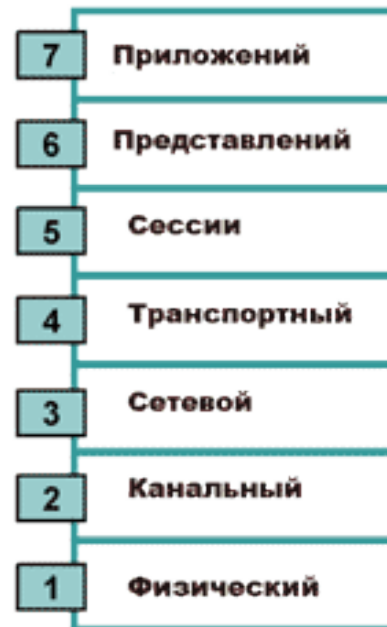 7 Приложений
6 Представлений
5 Сессии
4 Транспортный
3 Сетевой
2 Канальный
1 Физический